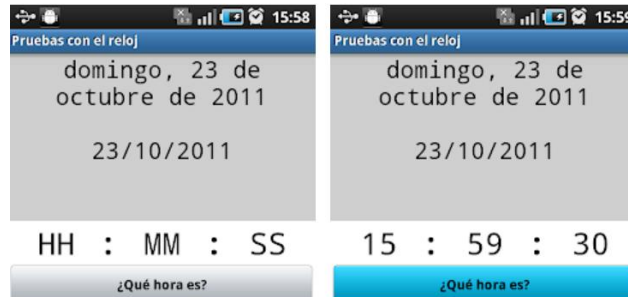 15:58
Pruebas con el reloj
domingo, 23 de
octubre de 2011
23/10/2011
HH : MM : SS
¿Qué hora es?
15:59
Pruebas con el reloj
domingo, 23 de
octubre de 2011
23/10/2011
15 : 59 : 30
¿Qué hora es?